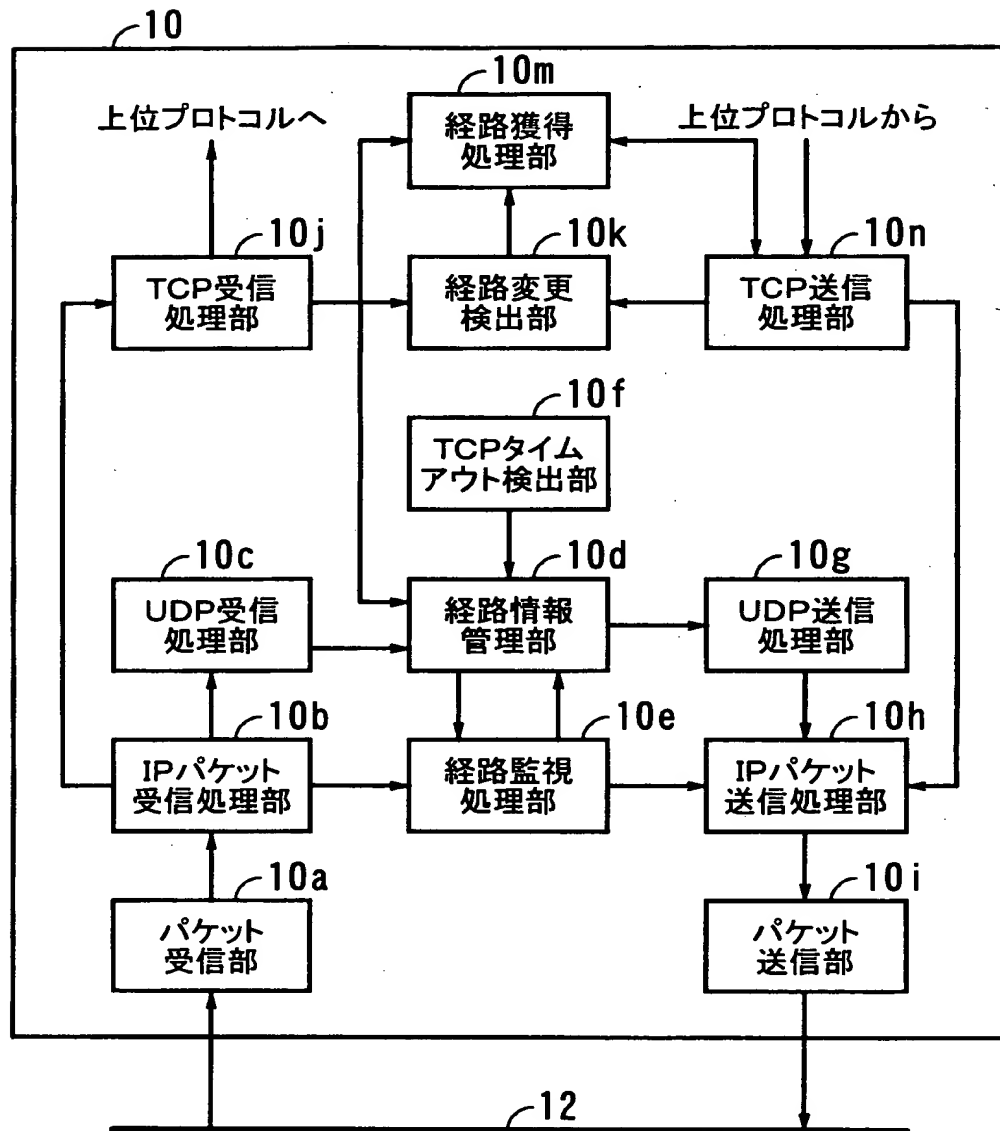 10
10m
上位プロトコルへ
経路獲得
処理部
上位プロトコルから
10j
10k
10n
TCP受信
処理部
経路変更
検出部
TCP送信
処理部
10f
TCPタイム
アウト検出部
10c
10d
10g
UDP受信
処理部
経路情報
管理部
UDP送信
処理部
10b
10e
10h
IPパケット
受信処理部
経路監視
処理部
IPパケット
送信処理部
10a
10i
パケット
受信部
パケット
送信部
12